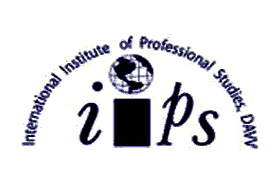 International Institute of Professional Studies, DAVV
iips